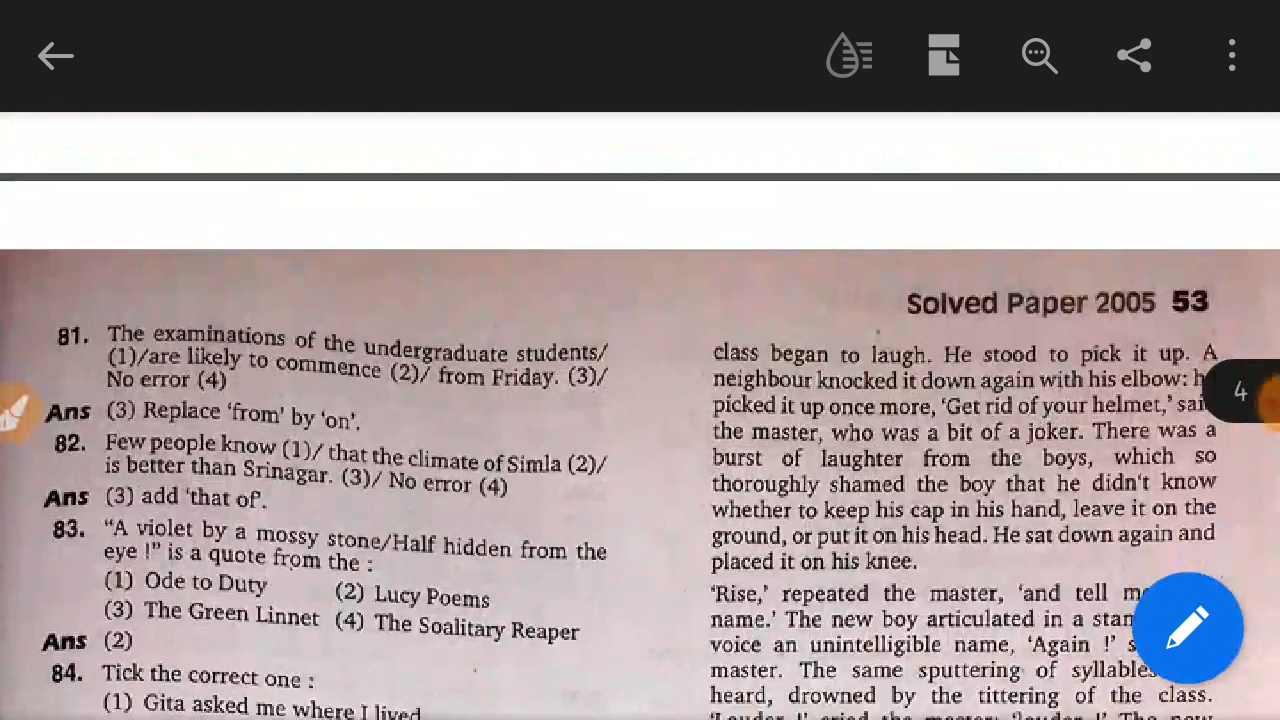 Solved Paper 2005 53
81. The examinations of the undergraduate students/
(1)/are likely to commence (2)/ from Friday. (3)/
No error (4)
Ans (3) Replace 'from' by 'on'.
82. Few people know (1)/ that the climate of Simla (2)/
is better than Srinagar. (3)/ No error (4)
Ans (3) add 'that of'.
83. "A violet by a mossy stone/Half hidden from the
eye !" is a quote from the :
(1) Ode to Duty (2) Lucy Poems
(3) The Green Linnet (4) The Soalitary Reaper
Ans (2)
84. Tick the correct one :
(1) Gita asked me where I lived
class began to laugh. He stood to pick it up. A
neighbour knocked it down again with his elbow:
picked it up once more, 'Get rid of your helmet,'
the master, who was a bit of a joker. There was a
burst of laughter from the boys, which so
thoroughly shamed the boy that he didn't know
whether to keep his cap in his hand, leave it on the
ground, or put it on his head. He sat down again and
placed it on his knee.
'Rise,' repeated the master, 'and tell
name.' The new boy articulated in a
voice an unintelligible name, 'Again !'
master. The same sputtering of syllables
heard, drowned by the tittering of the class.
'Louder !' cried the master; 'louder !' The new
4